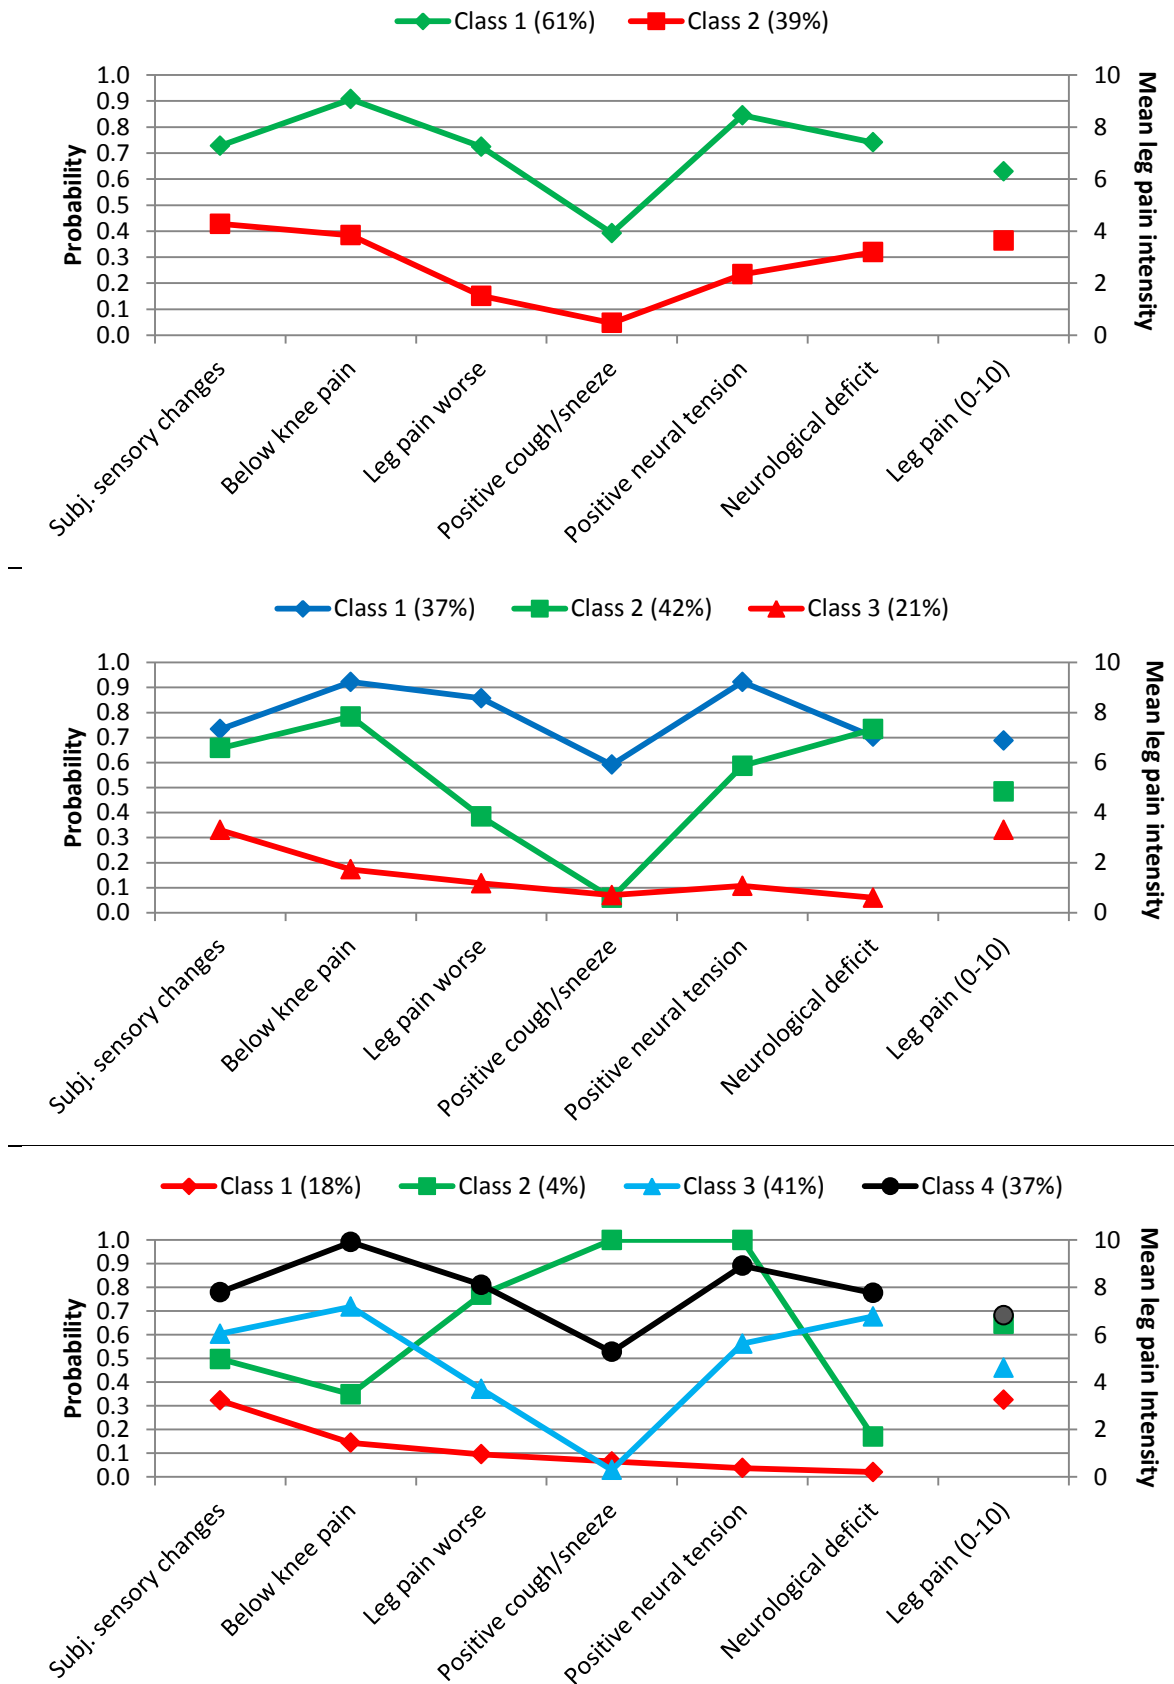 Class 1 (61%) Class 2 (39%)
1.0 10
0.9
0.8 8
0.7
0.6 6
0.5
0.4 4
0.3
0.2 2
0.1
0.0 0
Probability
Mean leg pain intensity
Subj. sensory changes
Below knee pain
Leg pain worse
Positive cough/sneeze
Positive neural tension
Neurological deficit
Leg pain (0-10)
Class 1 (37%) Class 2 (42%) Class 3 (21%)
1.0 10
0.9
0.8 8
0.7
0.6 6
0.5
0.4 4
0.3
0.2 2
0.1
0.0 0
Probability
Mean leg pain intensity
Subj. sensory changes
Below knee pain
Leg pain worse
Positive cough/sneeze
Positive neural tension
Neurological deficit
Leg pain (0-10)
Class 1 (18%) Class 2 (4%) Class 3 (41%) Class 4 (37%)
1.0 10
0.9
0.8 8
0.7
0.6 6
0.5
0.4 4
0.3
0.2 2
0.1
0.0 0
Probability
Mean leg pain Intensity
Subj. sensory changes
Below knee pain
Leg pain worse
Positive cough/sneeze
Positive neural tension
Neurological deficit
Leg pain (0-10)